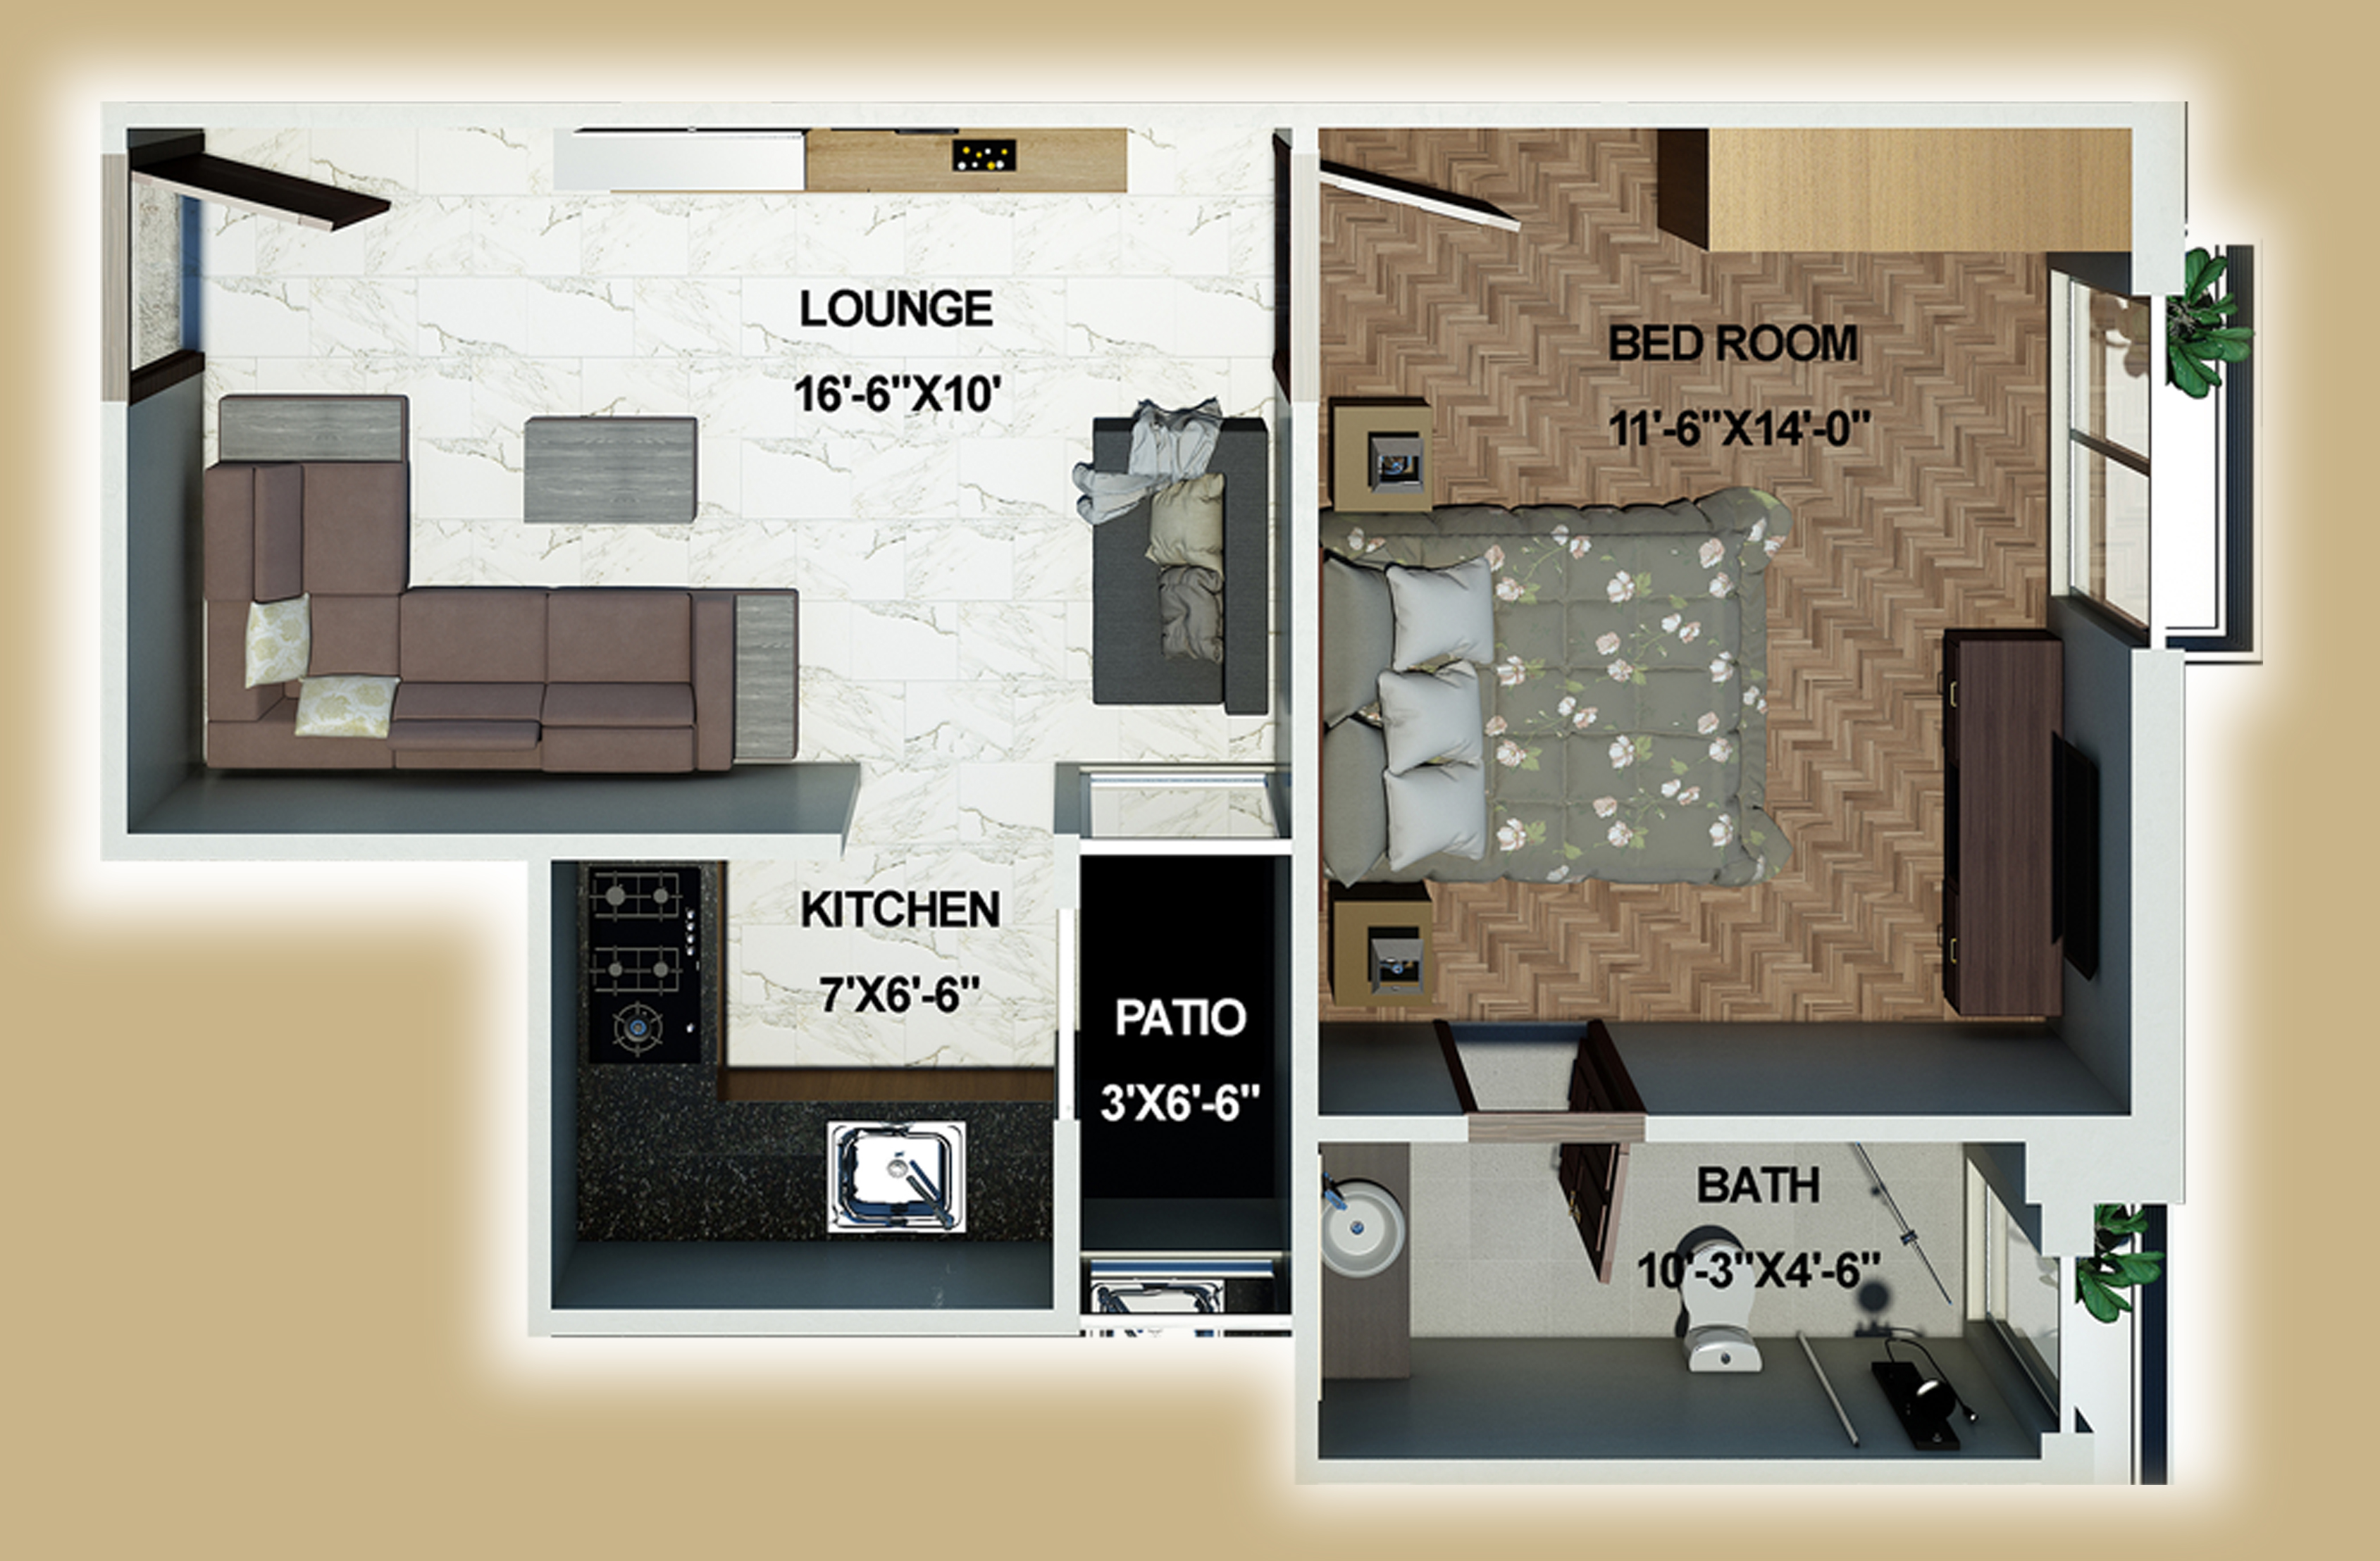 LOUNGE
16'-6"X10'
BED ROOM
11'-6"X14'-0"
KITCHEN
7'X6'-6"
PATIO
3'X6'-6"
BATH
10'-3"X4'-6"